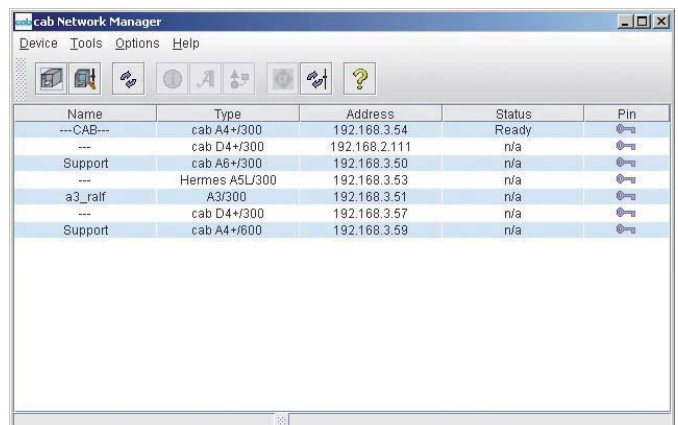 cab cab Network Manager
Device Tools Options Help
Name Type Address Status Pin
---CAB--- cab A4+/300 192.168.3.54 Ready
--- cab D4+/300 192.168.2.111 n/a
Support cab A6+/300 192.168.3.50 n/a
--- Hermes A5L/300 192.168.3.53 n/a
a3_ralf A3/300 192.168.3.51 n/a
--- cab D4+/300 192.168.3.57 n/a
Support cab A4+/600 192.168.3.59 n/a